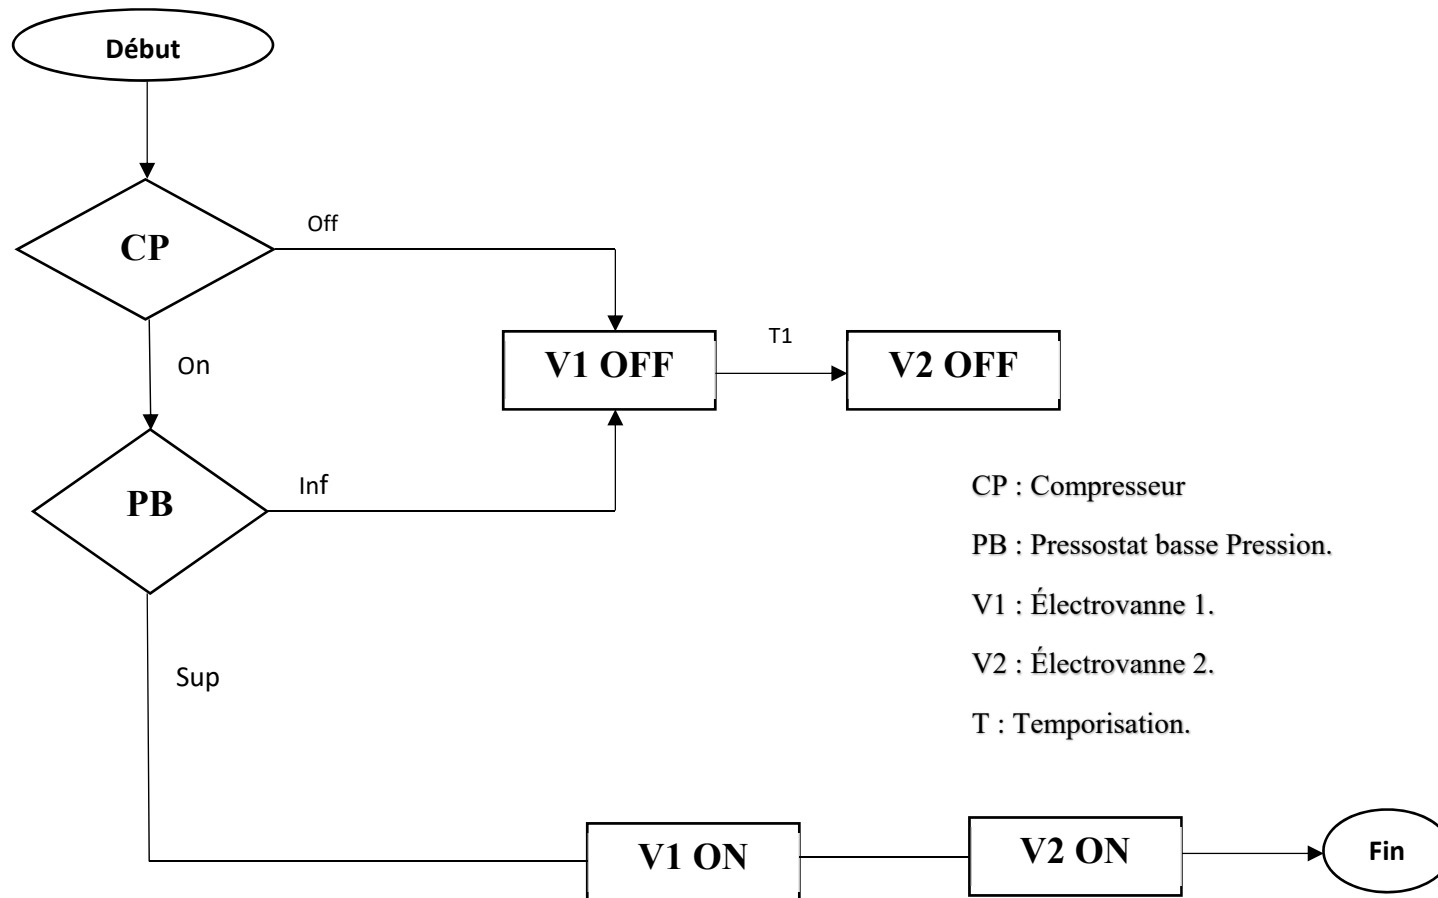 Début
CP
Off
On
V1 OFF
T1
V2 OFF
PB
Inf
Sup
CP : Compresseur
PB : Pressostat basse Pression.
V1 : Électrovanne 1.
V2 : Électrovanne 2.
T : Temporisation.
V1 ON
V2 ON
Fin